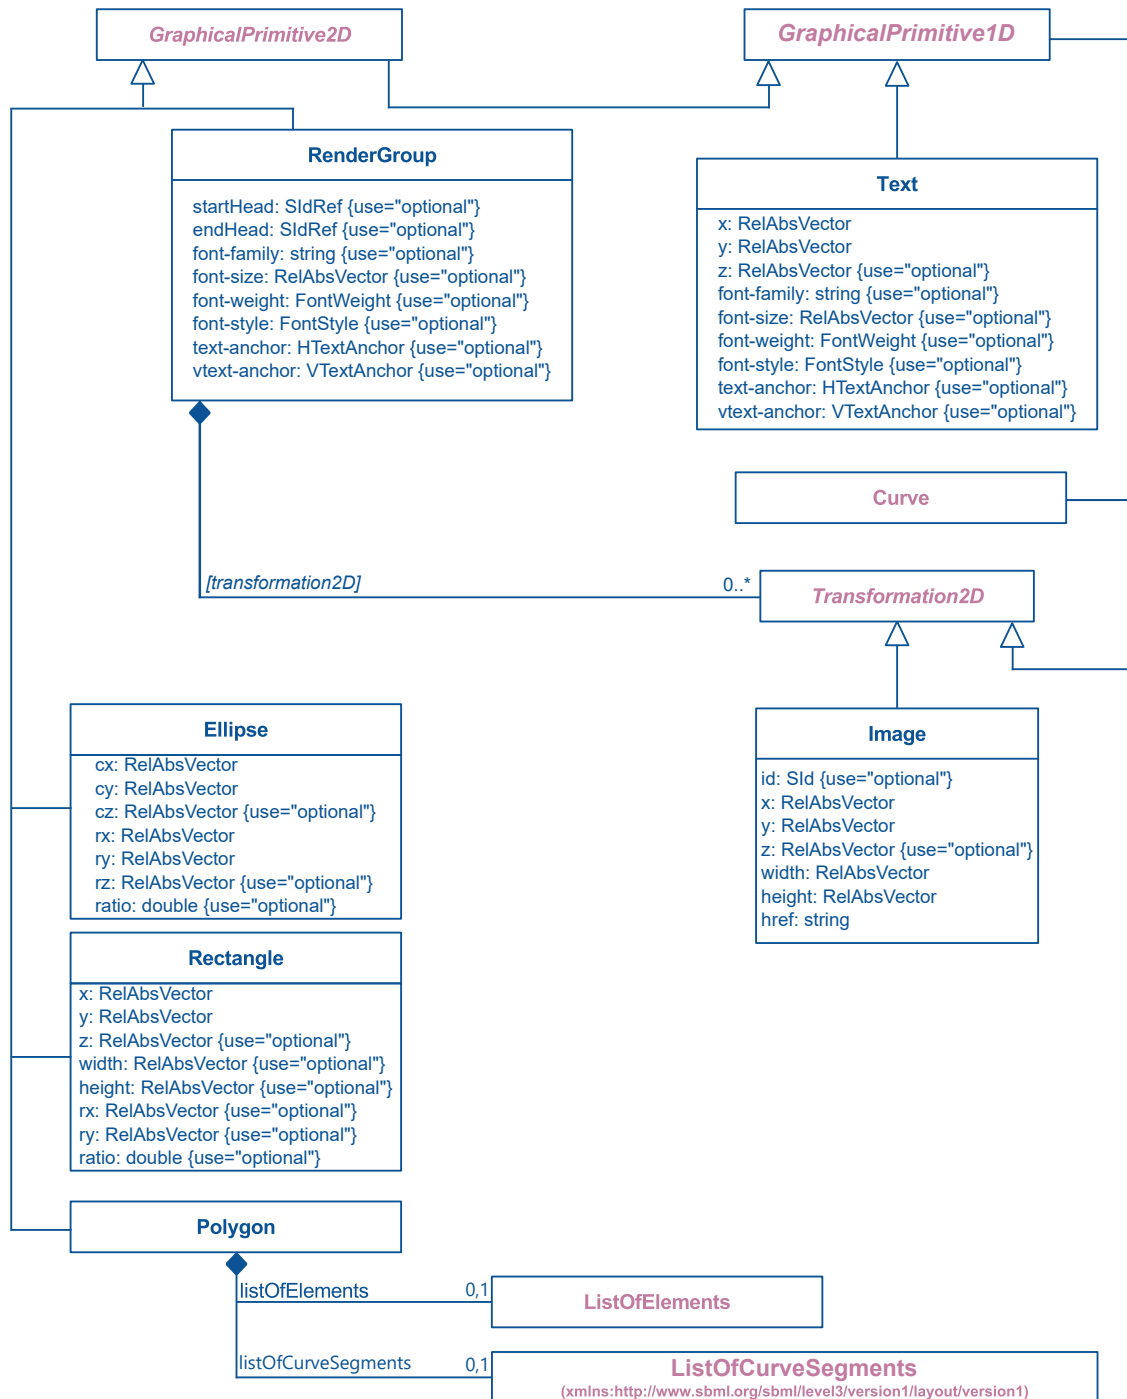 GraphicalPrimitive2D
GraphicalPrimitive1D
RenderGroup
startHead: SIdRef {use="optional"}
endHead: SIdRef {use="optional"}
font-family: string {use="optional"}
font-size: RelAbsVector {use="optional"}
font-weight: FontWeight {use="optional"}
font-style: FontStyle {use="optional"}
text-anchor: HTextAnchor {use="optional"}
vtext-anchor: VTextAnchor {use="optional"}
Text
x: RelAbsVector
y: RelAbsVector
z: RelAbsVector {use="optional"}
font-family: string {use="optional"}
font-size: RelAbsVector {use="optional"}
font-weight: FontWeight {use="optional"}
font-style: FontStyle {use="optional"}
text-anchor: HTextAnchor {use="optional"}
vtext-anchor: VTextAnchor {use="optional"}
Curve
[transformation2D]
0..*
Transformation2D
Ellipse
cx: RelAbsVector
cy: RelAbsVector
cz: RelAbsVector {use="optional"}
rx: RelAbsVector
ry: RelAbsVector
rz: RelAbsVector {use="optional"}
ratio: double {use="optional"}
Image
id: SId {use="optional"}
x: RelAbsVector
y: RelAbsVector
z: RelAbsVector {use="optional"}
width: RelAbsVector
height: RelAbsVector
href: string
Rectangle
x: RelAbsVector
y: RelAbsVector
z: RelAbsVector {use="optional"}
width: RelAbsVector {use="optional"}
height: RelAbsVector {use="optional"}
rx: RelAbsVector {use="optional"}
ry: RelAbsVector {use="optional"}
ratio: double {use="optional"}
Polygon
listOfElements
0,1
ListOfElements
listOfCurveSegments
0,1
ListOfCurveSegments
(xmlns:http://www.sbml.org/sbml/level3/version1/layout/version1)